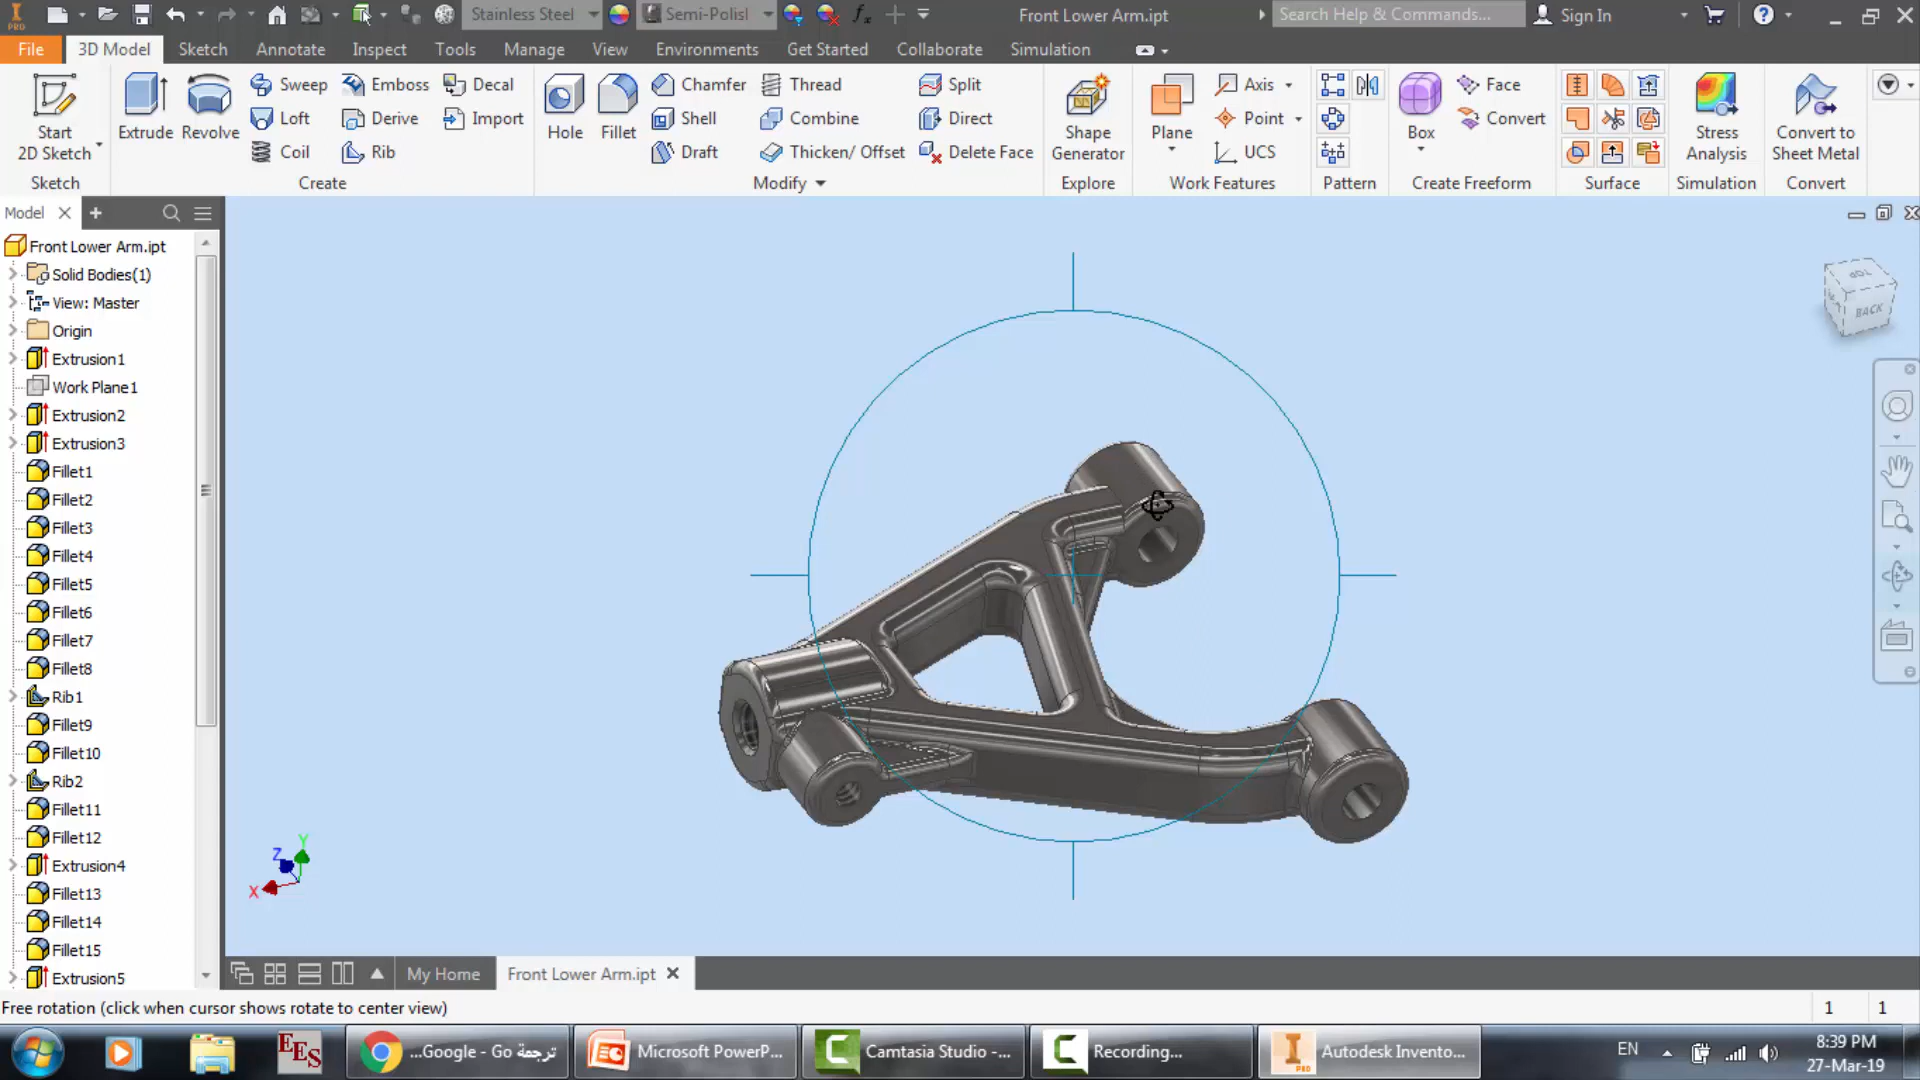 PRO
Stainless Steel
Semi-Polisl
fx
Front Lower Arm.ipt
Search Help & Commands...
Sign In
File
3D Model
Sketch
Annotate
Inspect
Tools
Manage
View
Environments
Get Started
Collaborate
Simulation
Start
2D Sketch
Sketch
Extrude
Revolve
Sweep
Loft
Coil
Emboss
Derive
Rib
Decal
Import
Create
Hole
Fillet
Chamfer
Shell
Draft
Thread
Combine
Thicken/ Offset
Split
Direct
Delete Face
Modify
Shape
Generator
Explore
Plane
Axis
Point
UCS
Work Features
Pattern
Box
Face
Convert
Create Freeform
Surface
Stress
Analysis
Simulation
Convert to
Sheet Metal
Convert
Model
Front Lower Arm.ipt
Solid Bodies(1)
View: Master
Origin
Extrusion1
Work Plane1
Extrusion2
Extrusion3
Fillet1
Fillet2
Fillet3
Fillet4
Fillet5
Fillet6
Fillet7
Fillet8
Rib1
Fillet9
Fillet10
Rib2
Fillet11
Fillet12
Extrusion4
Fillet13
Fillet14
Fillet15
Extrusion5
TOP
BACK
Y
Z
X
My Home
Front Lower Arm.ipt
Free rotation (click when cursor shows rotate to center view)
1
1
EES
...Google - Go ترجمة
Microsoft PowerP...
Camtasia Studio -...
Recording...
PRO
Autodesk Invento...
EN
8:39 PM
27-Mar-19